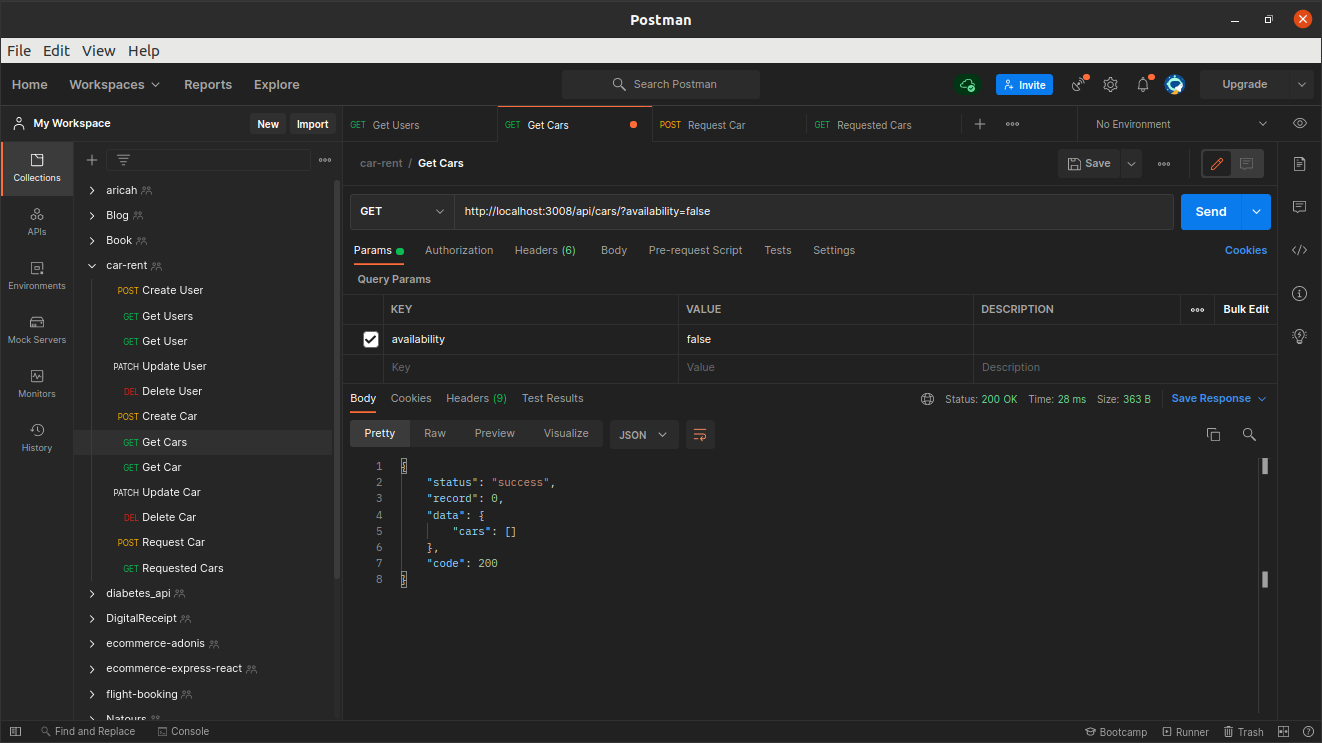 Postman
File Edit View Help
Home Workspaces Reports Explore Search Postman Invite Upgrade
My Workspace New Import
GET Get Users GET Get Cars POST Request Car GET Requested Cars No Environment
Collections
APIs
Environments
Mock Servers
Monitors
History
aricah
Blog
Book
car-rent
POST Create User
GET Get Users
GET Get User
PATCH Update User
DEL Delete User
POST Create Car
GET Get Cars
GET Get Car
PATCH Update Car
DEL Delete Car
POST Request Car
GET Requested Cars
diabetes_api
DigitalReceipt
ecommerce-adonis
ecommerce-express-react
flight-booking
Natours
car-rent / Get Cars Save
GET http://localhost:3008/api/cars/?availability=false Send
Params Authorization Headers (6) Body Pre-request Script Tests Settings Cookies
Query Params
KEY VALUE DESCRIPTION Bulk Edit
availability false
Key Value Description
Body Cookies Headers (9) Test Results Status: 200 OK Time: 28 ms Size: 363 B Save Response
Pretty Raw Preview Visualize JSON
1 {
2 "status": "success",
3 "record": 0,
4 "data": {
5 "cars": []
6 },
7 "code": 200
8 }
Find and Replace Console Bootcamp Runner Trash